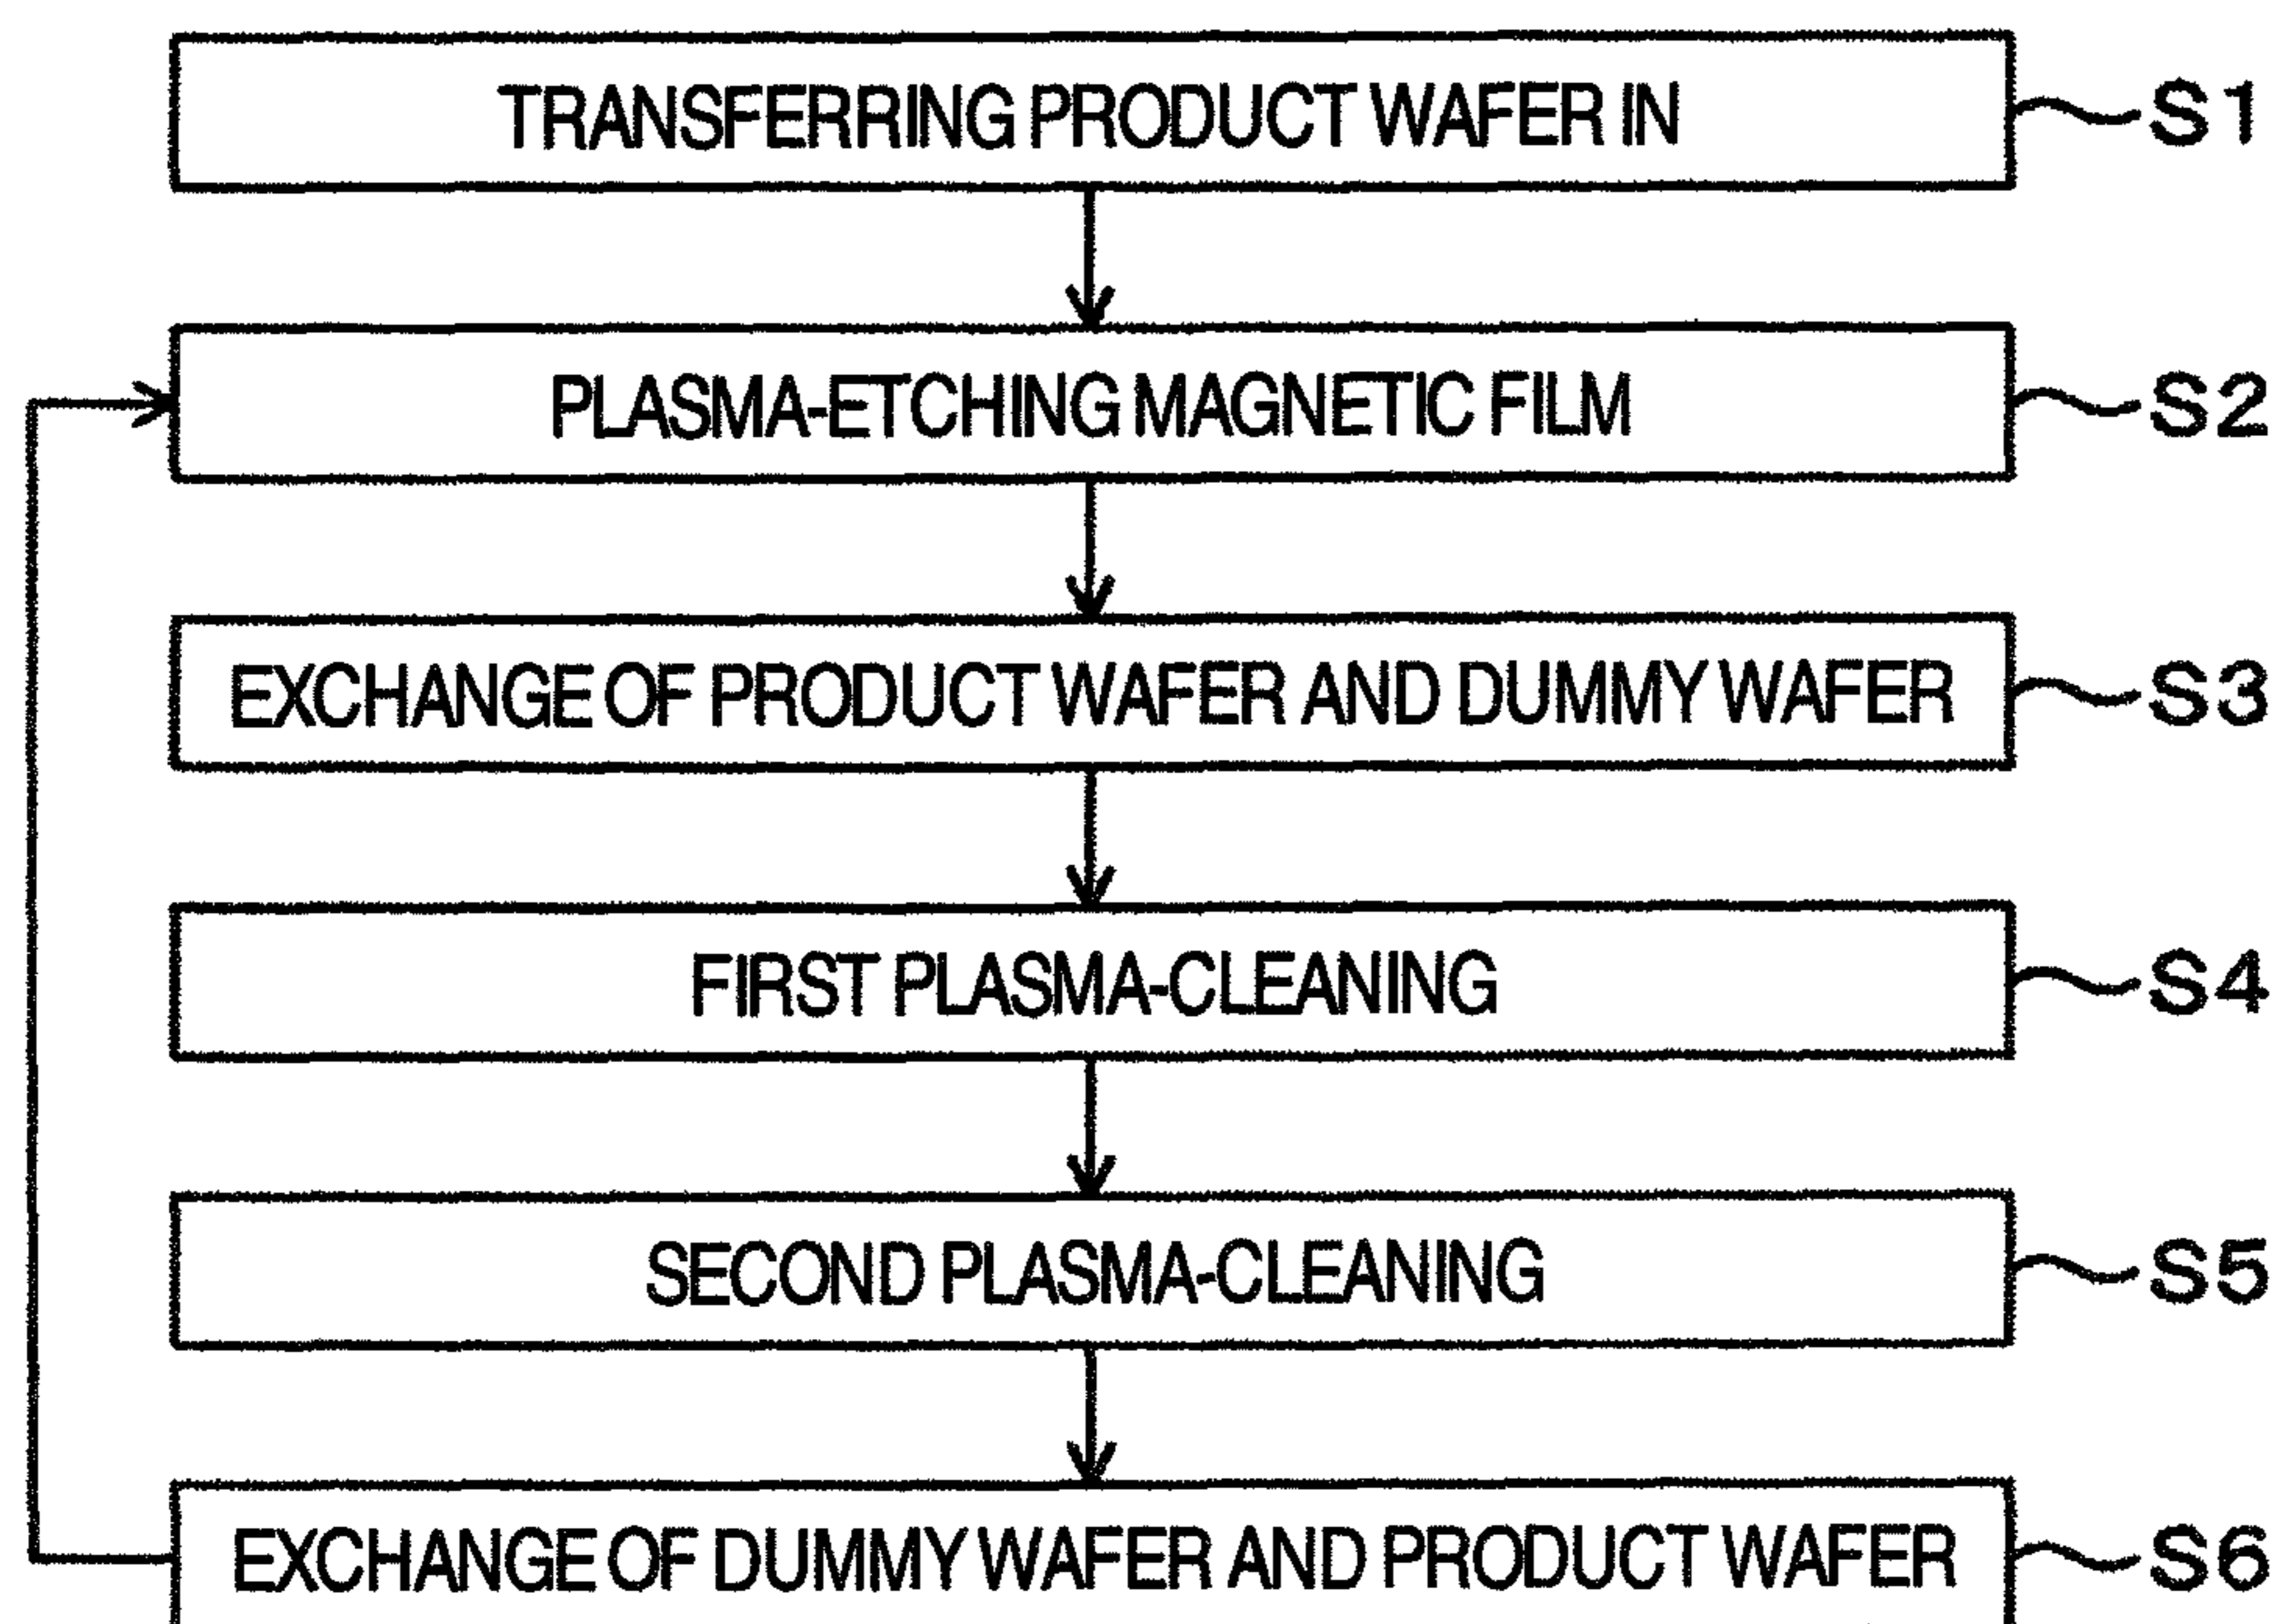 TRANSFERRING PRODUCT WAFER IN S1
PLASMA-ETCHING MAGNETIC FILM S2
EXCHANGE OF PRODUCT WAFER AND DUMMY WAFER S3
FIRST PLASMA-CLEANING S4
SECOND PLASMA-CLEANING S5
EXCHANGE OF DUMMY WAFER AND PRODUCT WAFER S6